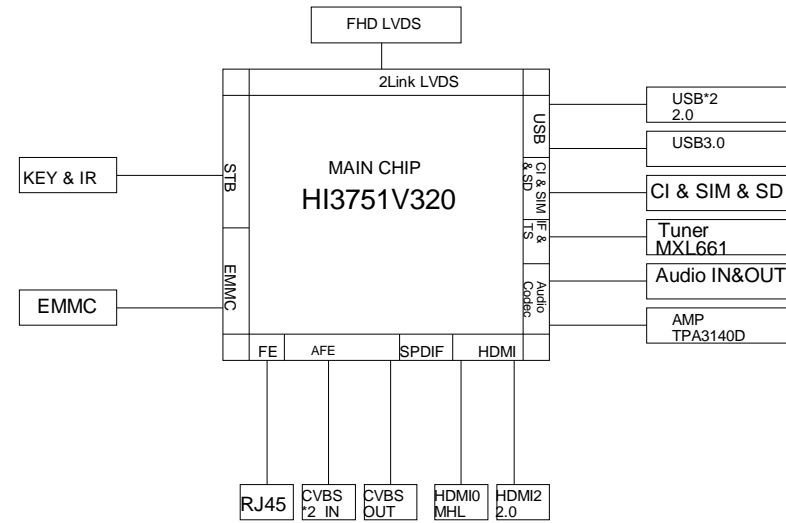 FHD LVDS
2Link LVDS
USB*2
2.0
USB
USB3.0
STB
MAIN CHIP
HI3751V320
CI & SIM
& SD
CI & SIM & SD
KEY & IR
IF &
TS
Tuner
MXL661
Audio IN&OUT
EMMC
EMMC
Audio
Codec
AMP
TPA3140D
FE
AFE
SPDIF
HDMI
RJ45
CVBS
*2 IN
CVBS
OUT
HDMI0
MHL
HDMI2
2.0